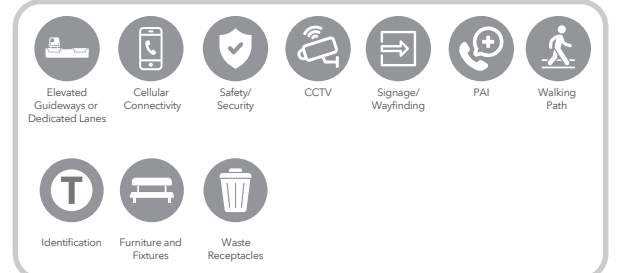 Elevated
Guideways or
Dedicated Lanes
Cellular
Connectivity
Safety/
Security
CCTV
Signage/
Wayfinding
PAI
Walking
Path
T
Identification
Furniture and
Fixtures
Waste
Receptacles